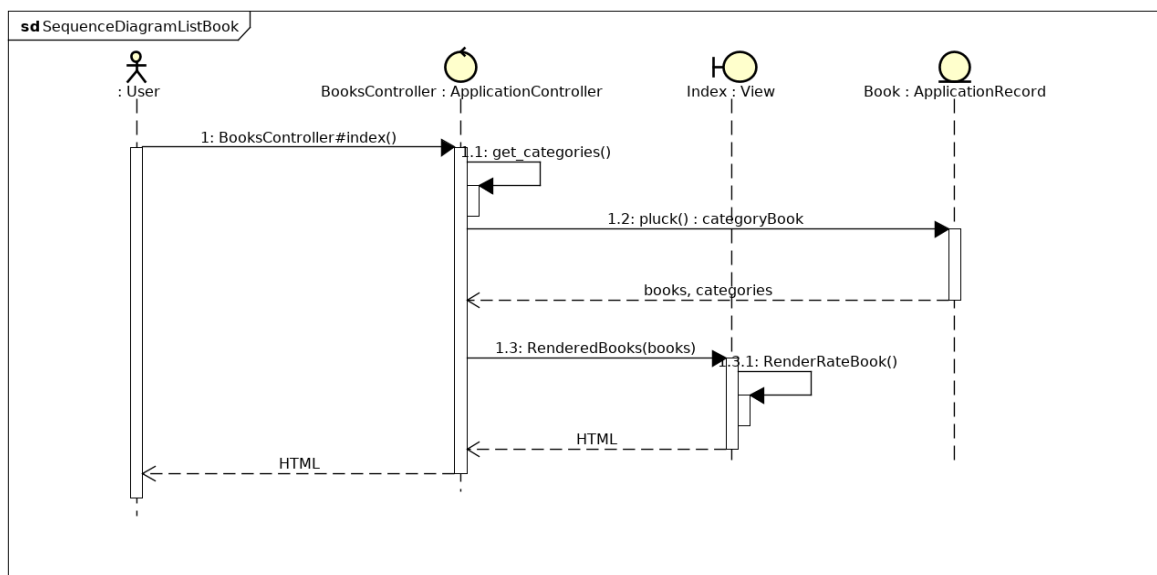 sd SequenceDiagramListBook
: User
BooksController : ApplicationController
Index : View
Book : ApplicationRecord
1: BooksController#index()
1.1: get_categories()
1.2: pluck() : categoryBook
books, categories
1.3: RenderedBooks(books)
1.3.1: RenderRateBook()
HTML
HTML